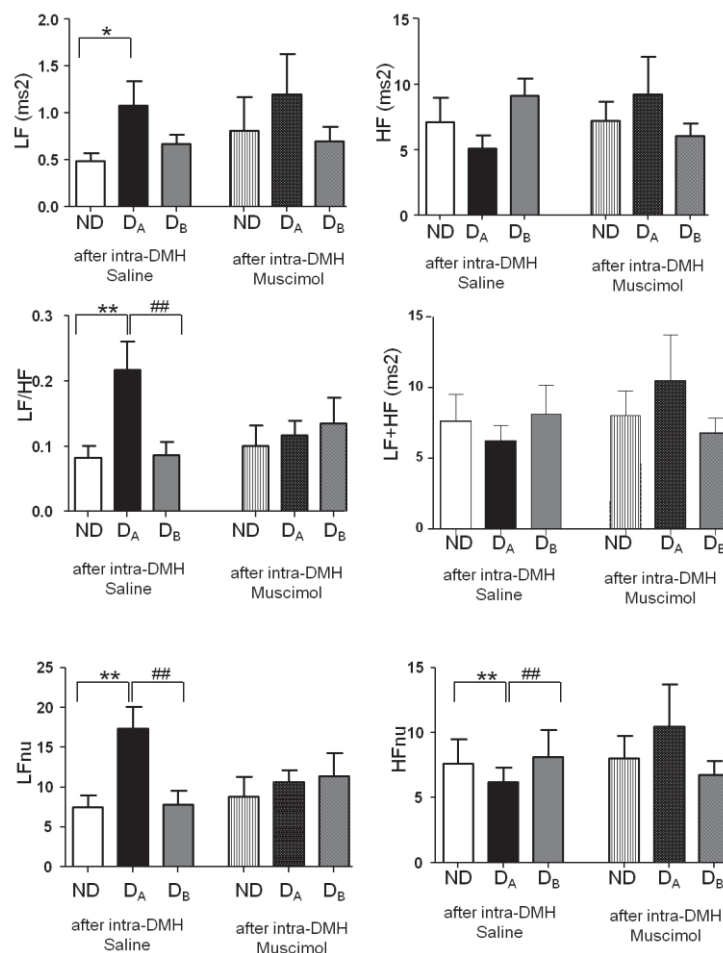 LF (ms2)
2.0
1.5
1.0
0.5
0.0
*
ND DA DB ND DA DB
after intra-DMH
Saline
after intra-DMH
Muscimol
HF (ms2)
15
10
5
0
ND DA DB ND DA DB
after intra-DMH
Saline
after intra-DMH
Muscimol
LF/HF
0.3
0.2
0.1
0.0
** ##
ND DA DB ND DA DB
after intra-DMH
Saline
after intra-DMH
Muscimol
LF+HF (ms2)
15
10
5
0
ND DA DB ND DA DB
after intra-DMH
Saline
after intra-DMH
Muscimol
LFnu
25
20
15
10
5
0
** ##
ND DA DB ND DA DB
after intra-DMH
Saline
after intra-DMH
Muscimol
HFnu
15
10
5
0
** ##
ND DA DB ND DA DB
after intra-DMH
Saline
after intra-DMH
Muscimol